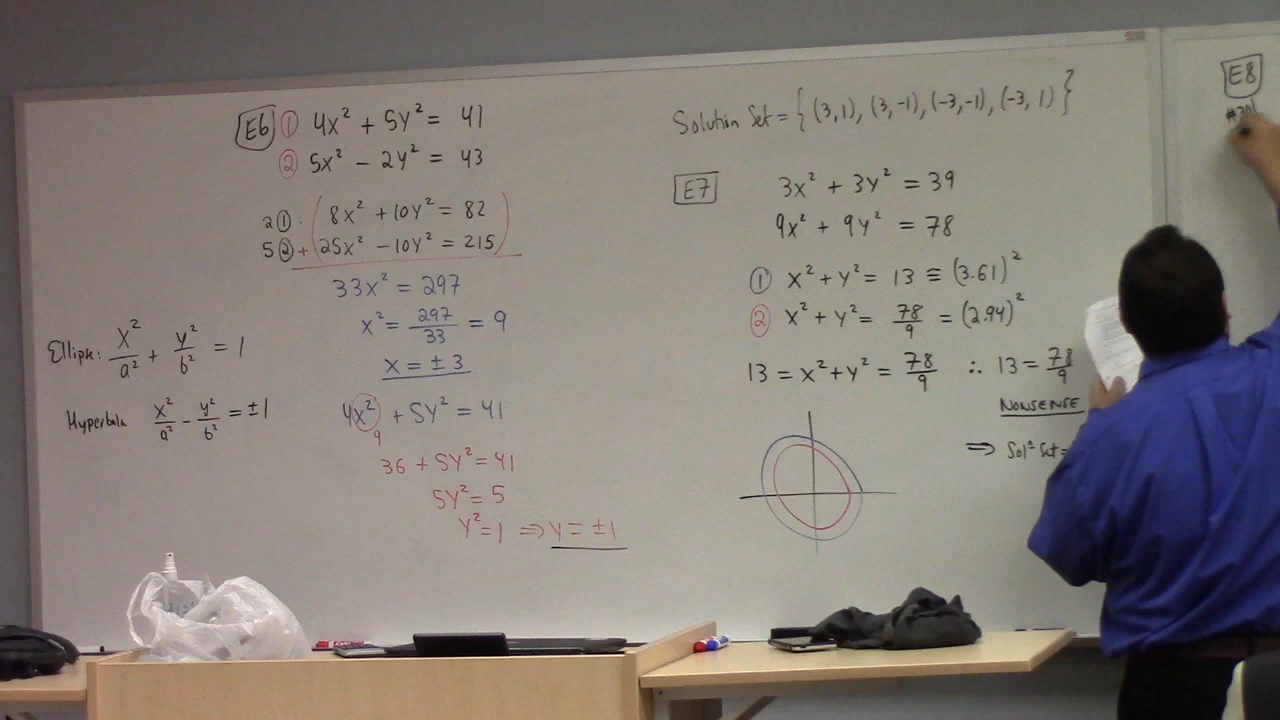 E6 ① 4x² + 5y² = 41
② 5x² − 2y² = 43
2①: 8x² + 10y² = 82
5② + 25x² − 10y² = 215
33x² = 297
x² = 297/33 = 9
x = ±3
4x² + 5y² = 41
9
36 + 5y² = 41
5y² = 5
y² = 1 ⇒ y = ±1
Ellipse: x²/a² + y²/b² = 1
Hyperbola x²/a² − y²/b² = ±1
Solution Set = {(3,1), (3,-1), (-3,-1), (-3,1)}
E7 3x² + 3y² = 39
9x² + 9y² = 78
① x² + y² = 13 ≅ (3.61)²
② x² + y² = 78/9 = (2.94)²
13 = x² + y² = 78/9 ∴ 13 = 78/9
NONSENSE
⇒ Solⁿ Set =
E8